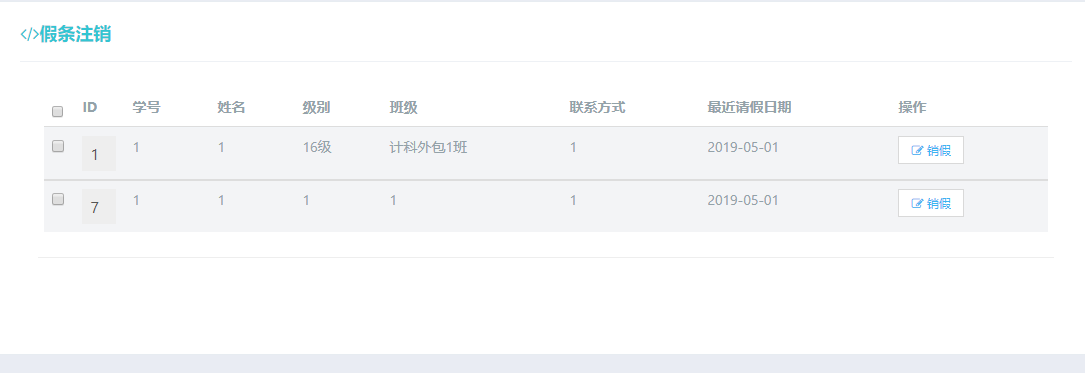 </>假条注销
ID 学号 姓名 级别 班级 联系方式 最近请假日期 操作
1 1 1 16级 计科外包1班 1 2019-05-01 销假
7 1 1 1 1 1 2019-05-01 销假